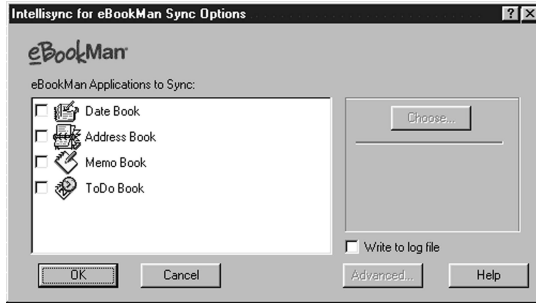 Intellisync for eBookMan Sync Options
eBookMan
eBookMan Applications to Sync:
Date Book
Address Book
Memo Book
ToDo Book
Choose...
Write to log file
OK Cancel Advanced... Help